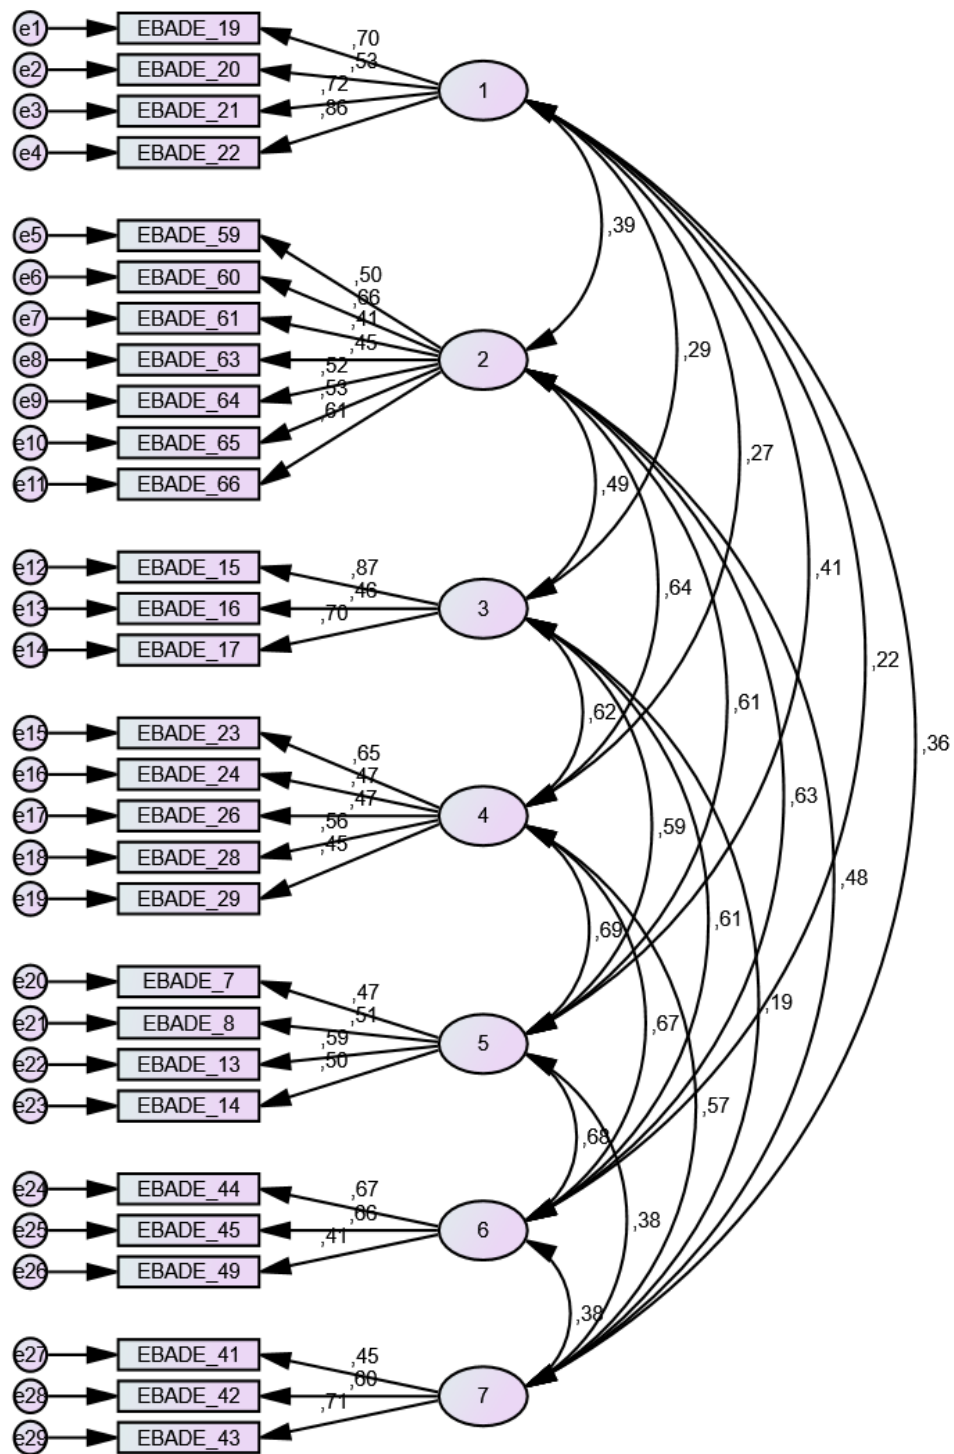 e1 EBADE_19 ,70
e2 EBADE_20 ,53
e3 EBADE_21 ,72
e4 EBADE_22 ,86
1
,39
e5 EBADE_59 ,50
e6 EBADE_60 ,66
e7 EBADE_61 ,41
e8 EBADE_63 ,45
e9 EBADE_64 ,52
e10 EBADE_65 ,53
e11 EBADE_66 ,61
2
,29
,27
,49
e12 EBADE_15 ,87
e13 EBADE_16 ,46
e14 EBADE_17 ,70
3
,64
,41
,22
,62
,61
,36
e15 EBADE_23 ,65
e16 EBADE_24 ,47
e17 EBADE_26 ,47
e18 EBADE_28 ,56
e19 EBADE_29 ,45
4
,63
,59
,48
,69
,61
e20 EBADE_7 ,47
e21 EBADE_8 ,51
e22 EBADE_13 ,59
e23 EBADE_14 ,50
5
,19
,67
,57
,68
e24 EBADE_44 ,67
e25 EBADE_45 ,66
e26 EBADE_49 ,41
6
,38
,38
e27 EBADE_41 ,45
e28 EBADE_42 ,60
e29 EBADE_43 ,71
7